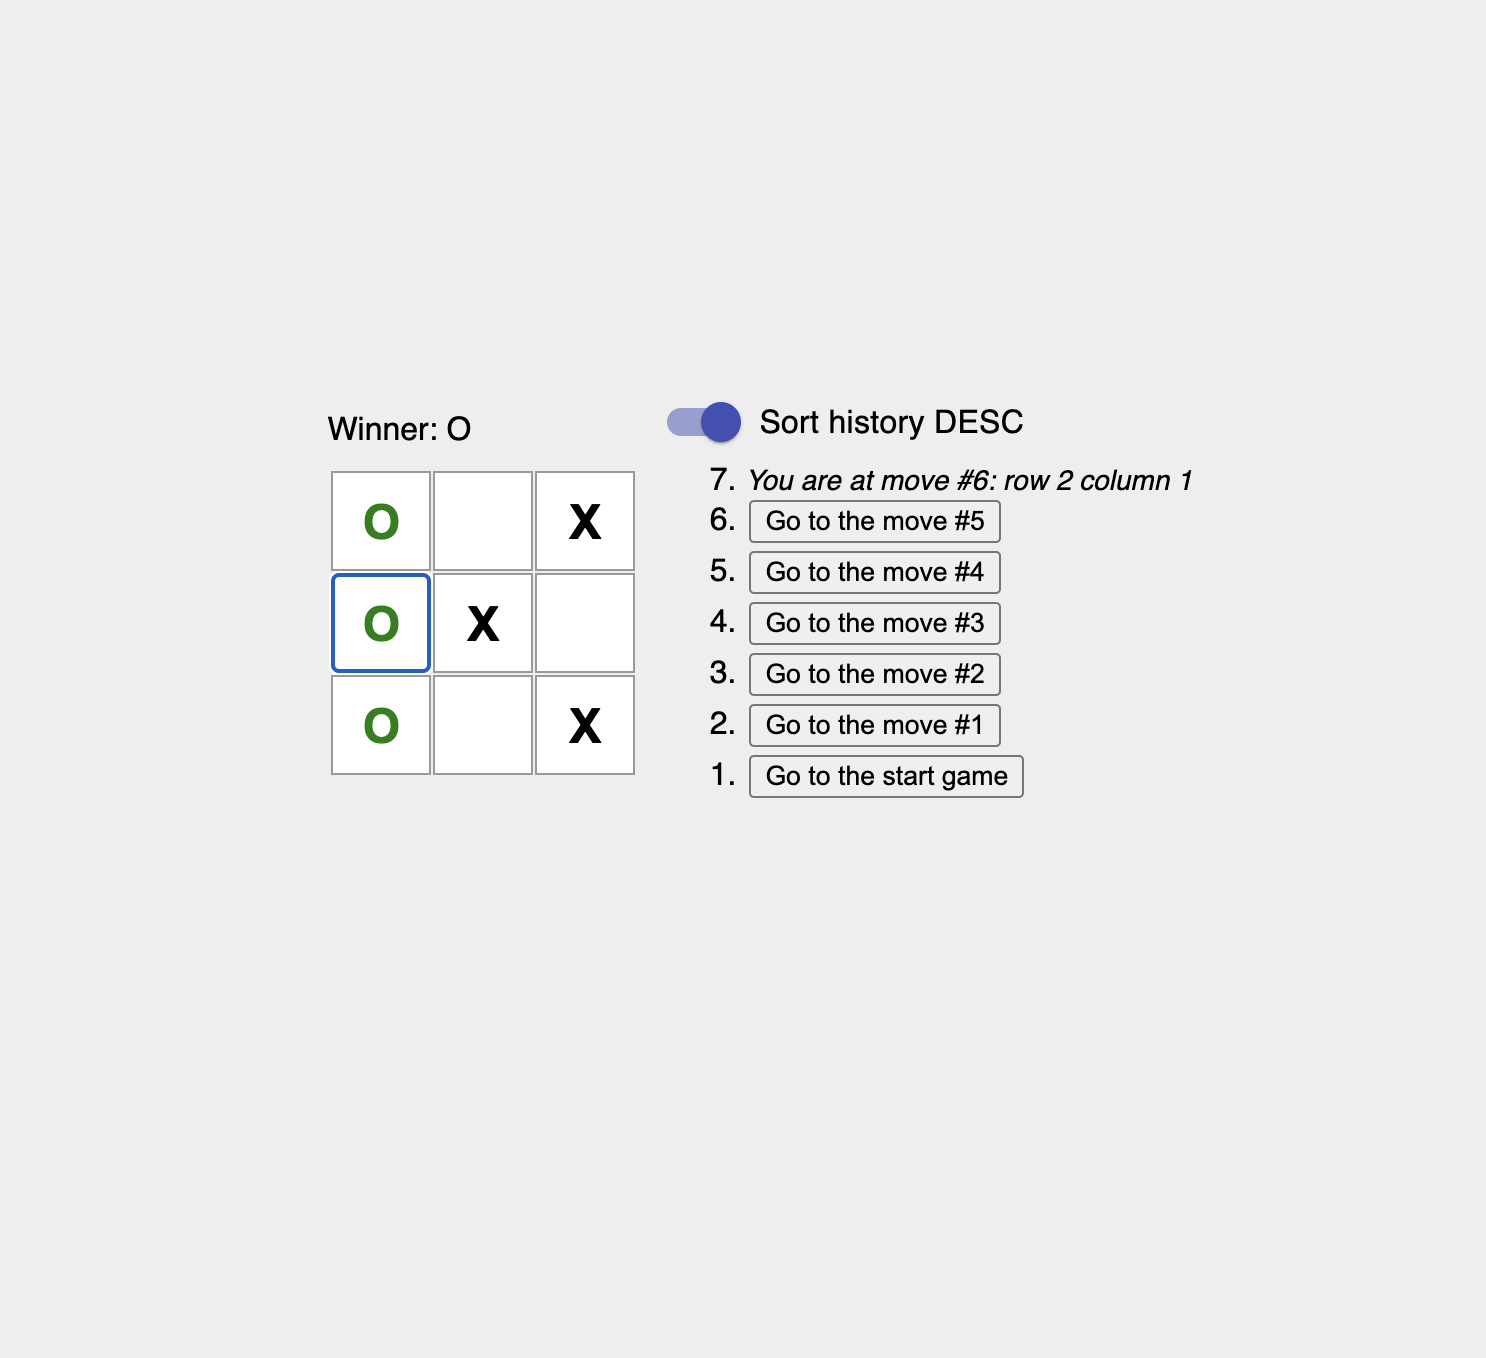 Winner: O
O X
O X
O X
Sort history DESC
7. You are at move #6: row 2 column 1
6. Go to the move #5
5. Go to the move #4
4. Go to the move #3
3. Go to the move #2
2. Go to the move #1
1. Go to the start game